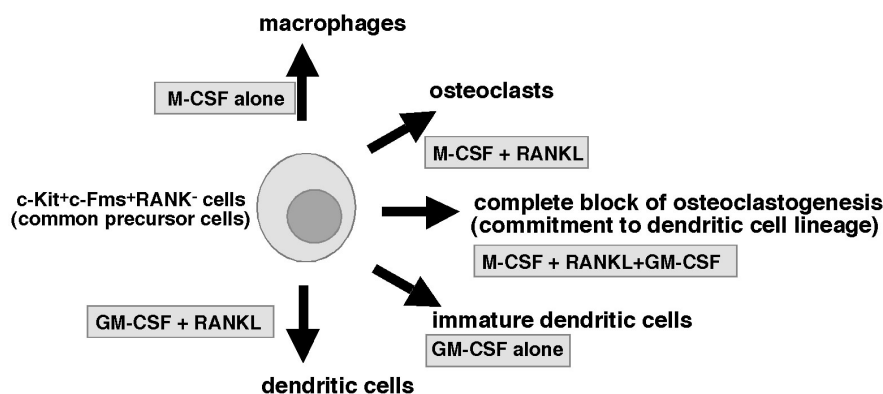 macrophages
M-CSF alone
osteoclasts
M-CSF + RANKL
c-Kit⁺c-Fms⁺RANK⁻ cells
(common precursor cells)
complete block of osteoclastogenesis
(commitment to dendritic cell lineage)
M-CSF + RANKL+GM-CSF
GM-CSF + RANKL
immature dendritic cells
GM-CSF alone
dendritic cells